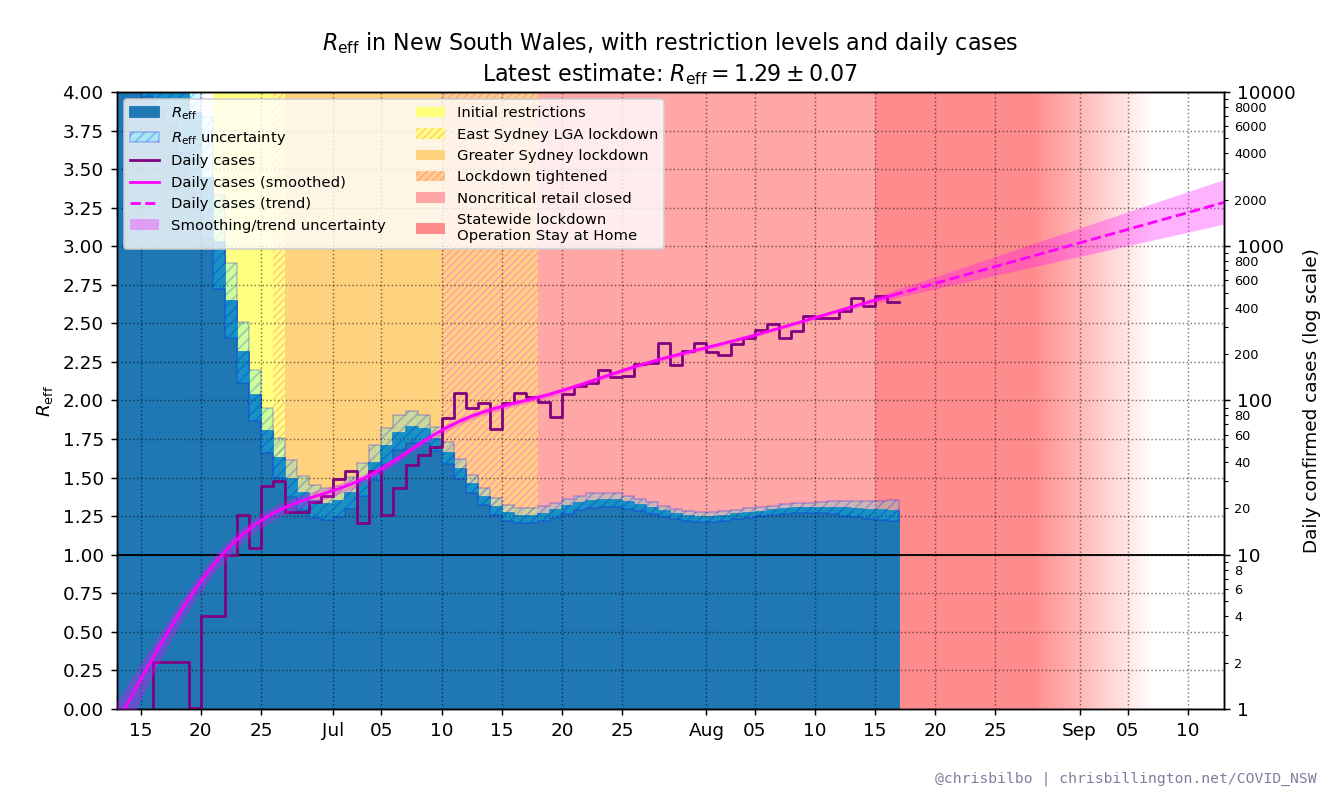 Reff in New South Wales, with restriction levels and daily cases
Latest estimate: Reff = 1.29 ± 0.07
Reff
Reff uncertainty
Daily cases
Daily cases (smoothed)
Daily cases (trend)
Smoothing/trend uncertainty
Initial restrictions
East Sydney LGA lockdown
Greater Sydney lockdown
Lockdown tightened
Noncritical retail closed
Statewide lockdown
Operation Stay at Home
Reff
4.00
3.75
3.50
3.25
3.00
2.75
2.50
2.25
2.00
1.75
1.50
1.25
1.00
0.75
0.50
0.25
0.00
15 20 25 Jul 05 10 15 20 25 Aug 05 10 15 20 25 Sep 05 10
10000
8000
6000
4000
2000
1000
800
600
400
200
100
80
60
40
20
10
8
6
4
2
1
Daily confirmed cases (log scale)
@chrisbilbo | chrisbillington.net/COVID_NSW